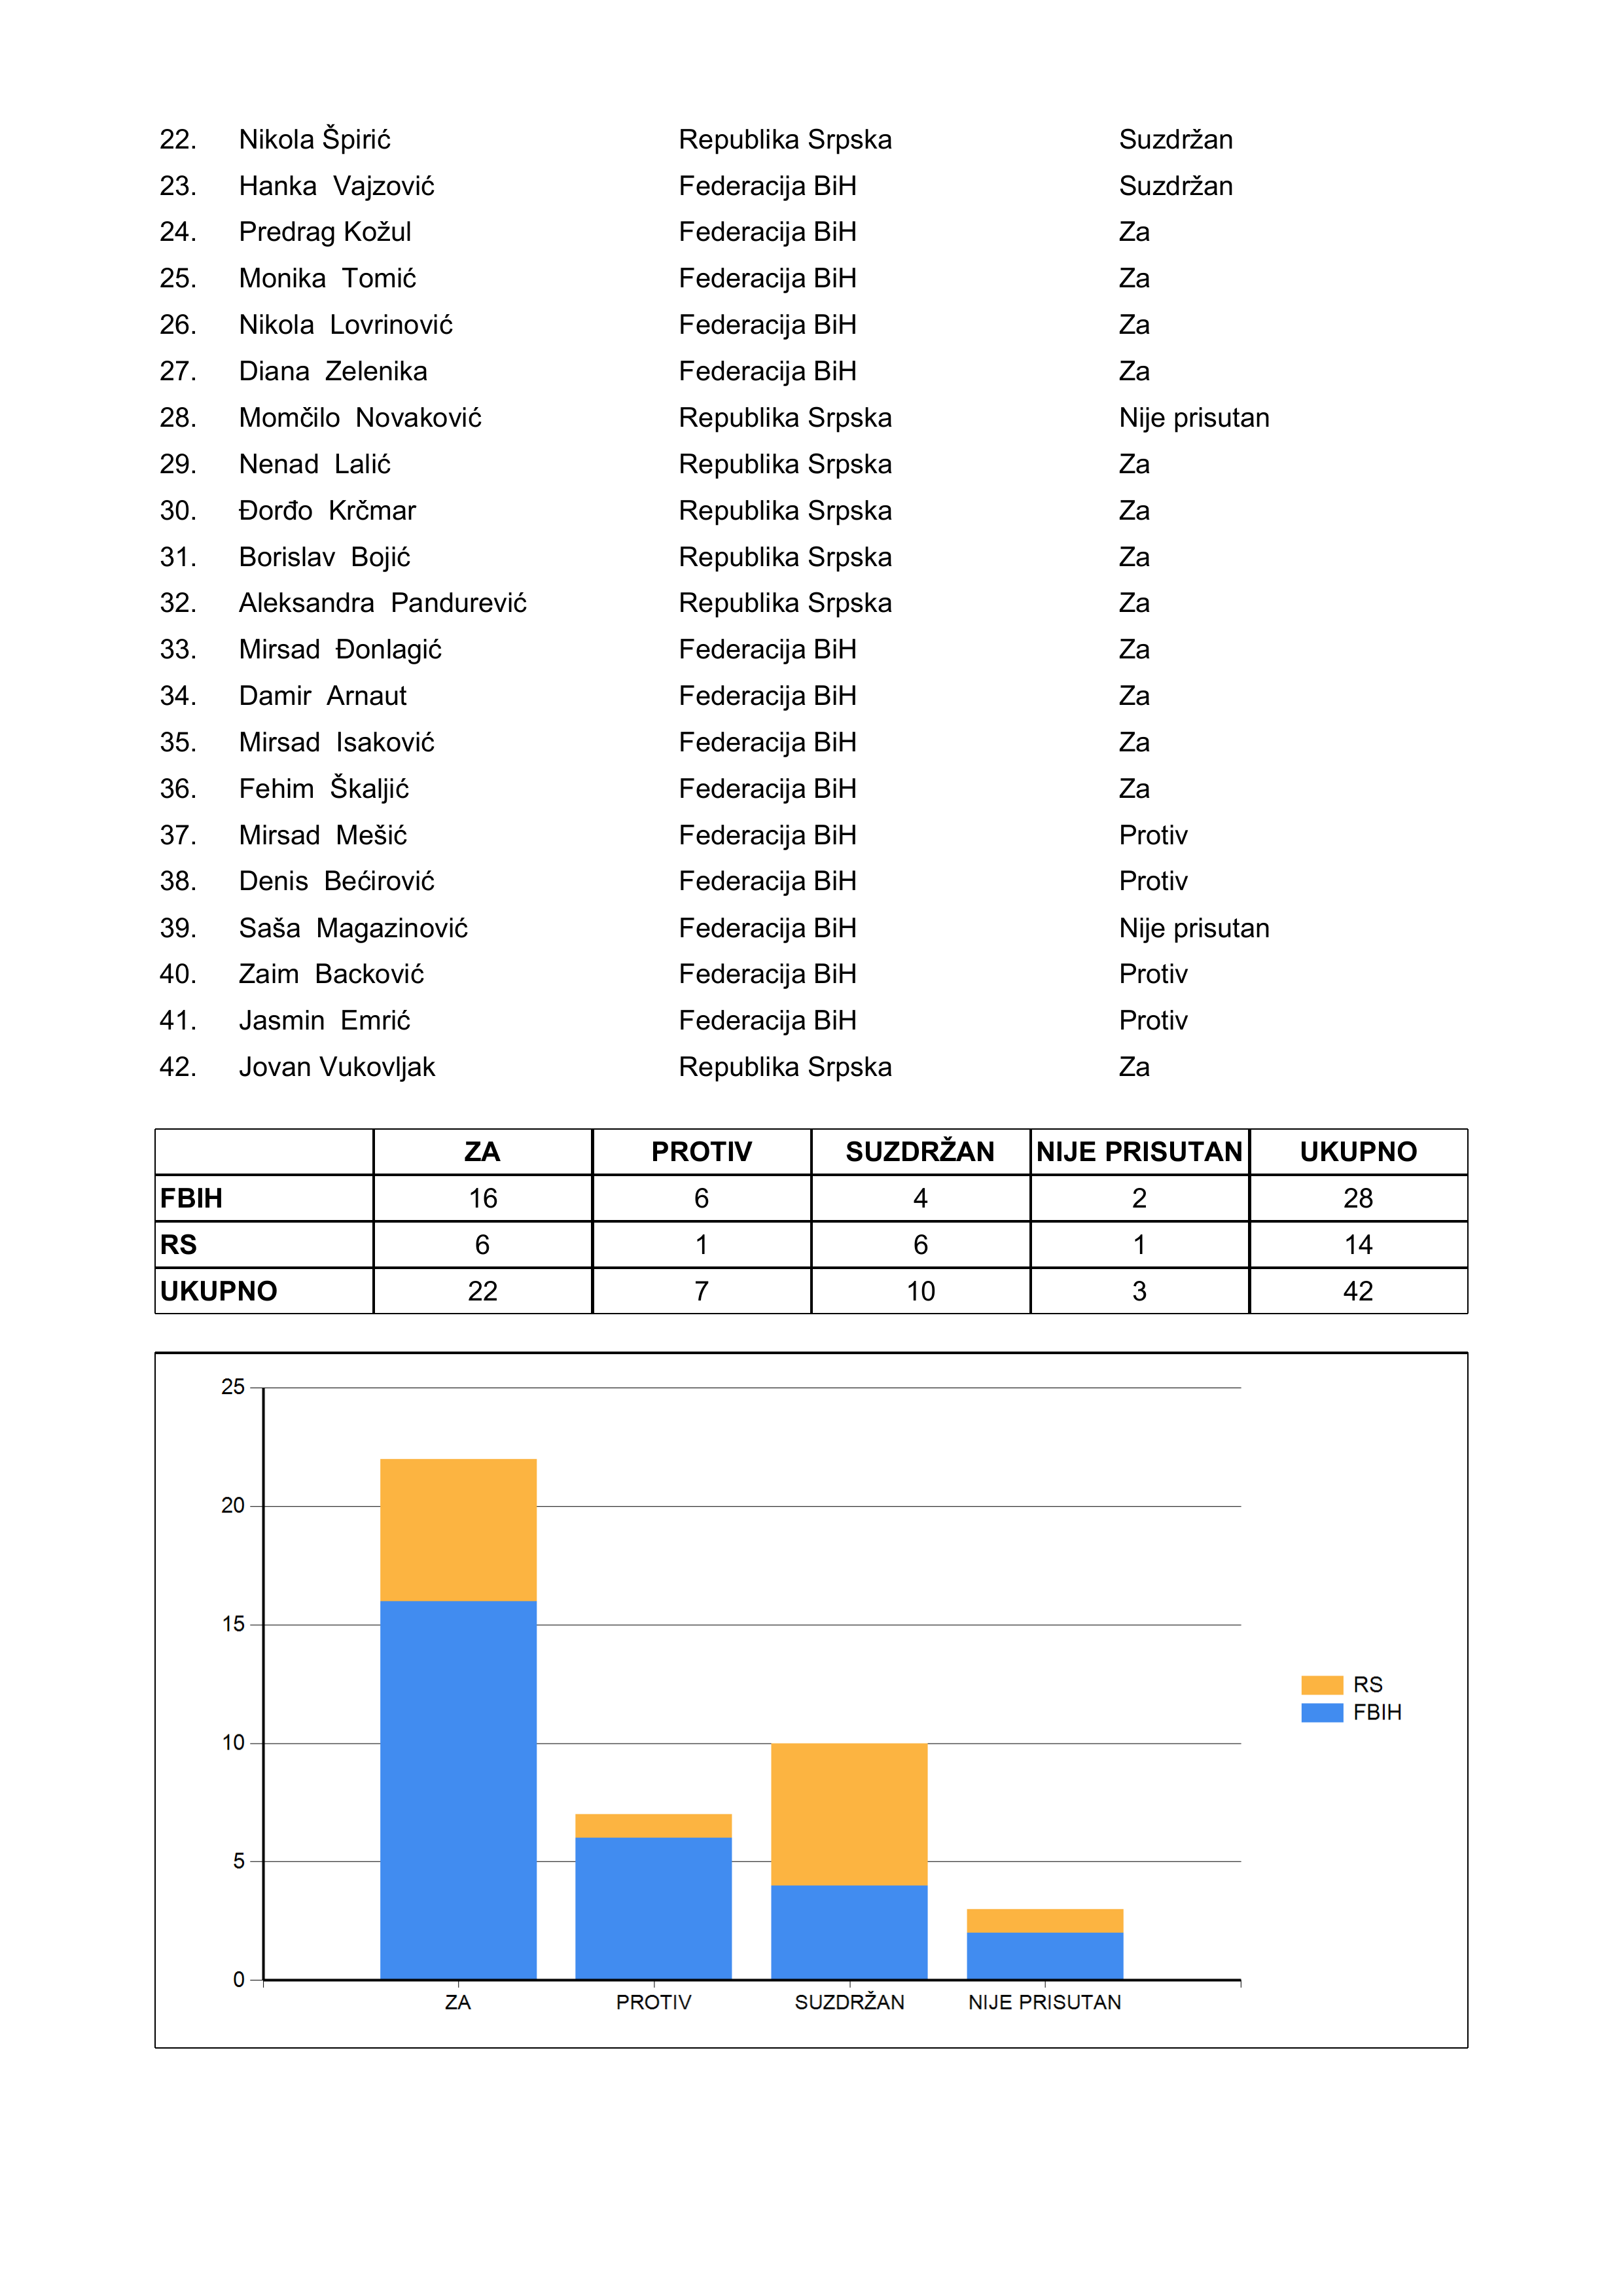 22. Nikola Špirić Republika Srpska Suzdržan
23. Hanka Vajzović Federacija BiH Suzdržan
24. Predrag Kožul Federacija BiH Za
25. Monika Tomić Federacija BiH Za
26. Nikola Lovrinović Federacija BiH Za
27. Diana Zelenika Federacija BiH Za
28. Momčilo Novaković Republika Srpska Nije prisutan
29. Nenad Lalić Republika Srpska Za
30. Đorđo Krčmar Republika Srpska Za
31. Borislav Bojić Republika Srpska Za
32. Aleksandra Pandurević Republika Srpska Za
33. Mirsad Đonlagić Federacija BiH Za
34. Damir Arnaut Federacija BiH Za
35. Mirsad Isaković Federacija BiH Za
36. Fehim Škaljić Federacija BiH Za
37. Mirsad Mešić Federacija BiH Protiv
38. Denis Bećirović Federacija BiH Protiv
39. Saša Magazinović Federacija BiH Nije prisutan
40. Zaim Backović Federacija BiH Protiv
41. Jasmin Emrić Federacija BiH Protiv
42. Jovan Vukovljak Republika Srpska Za
ZA PROTIV SUZDRŽAN NIJE PRISUTAN UKUPNO
FBIH 16 6 4 2 28
RS 6 1 6 1 14
UKUPNO 22 7 10 3 42
25
20
15
10
5
0
ZA PROTIV SUZDRŽAN NIJE PRISUTAN
RS
FBIH